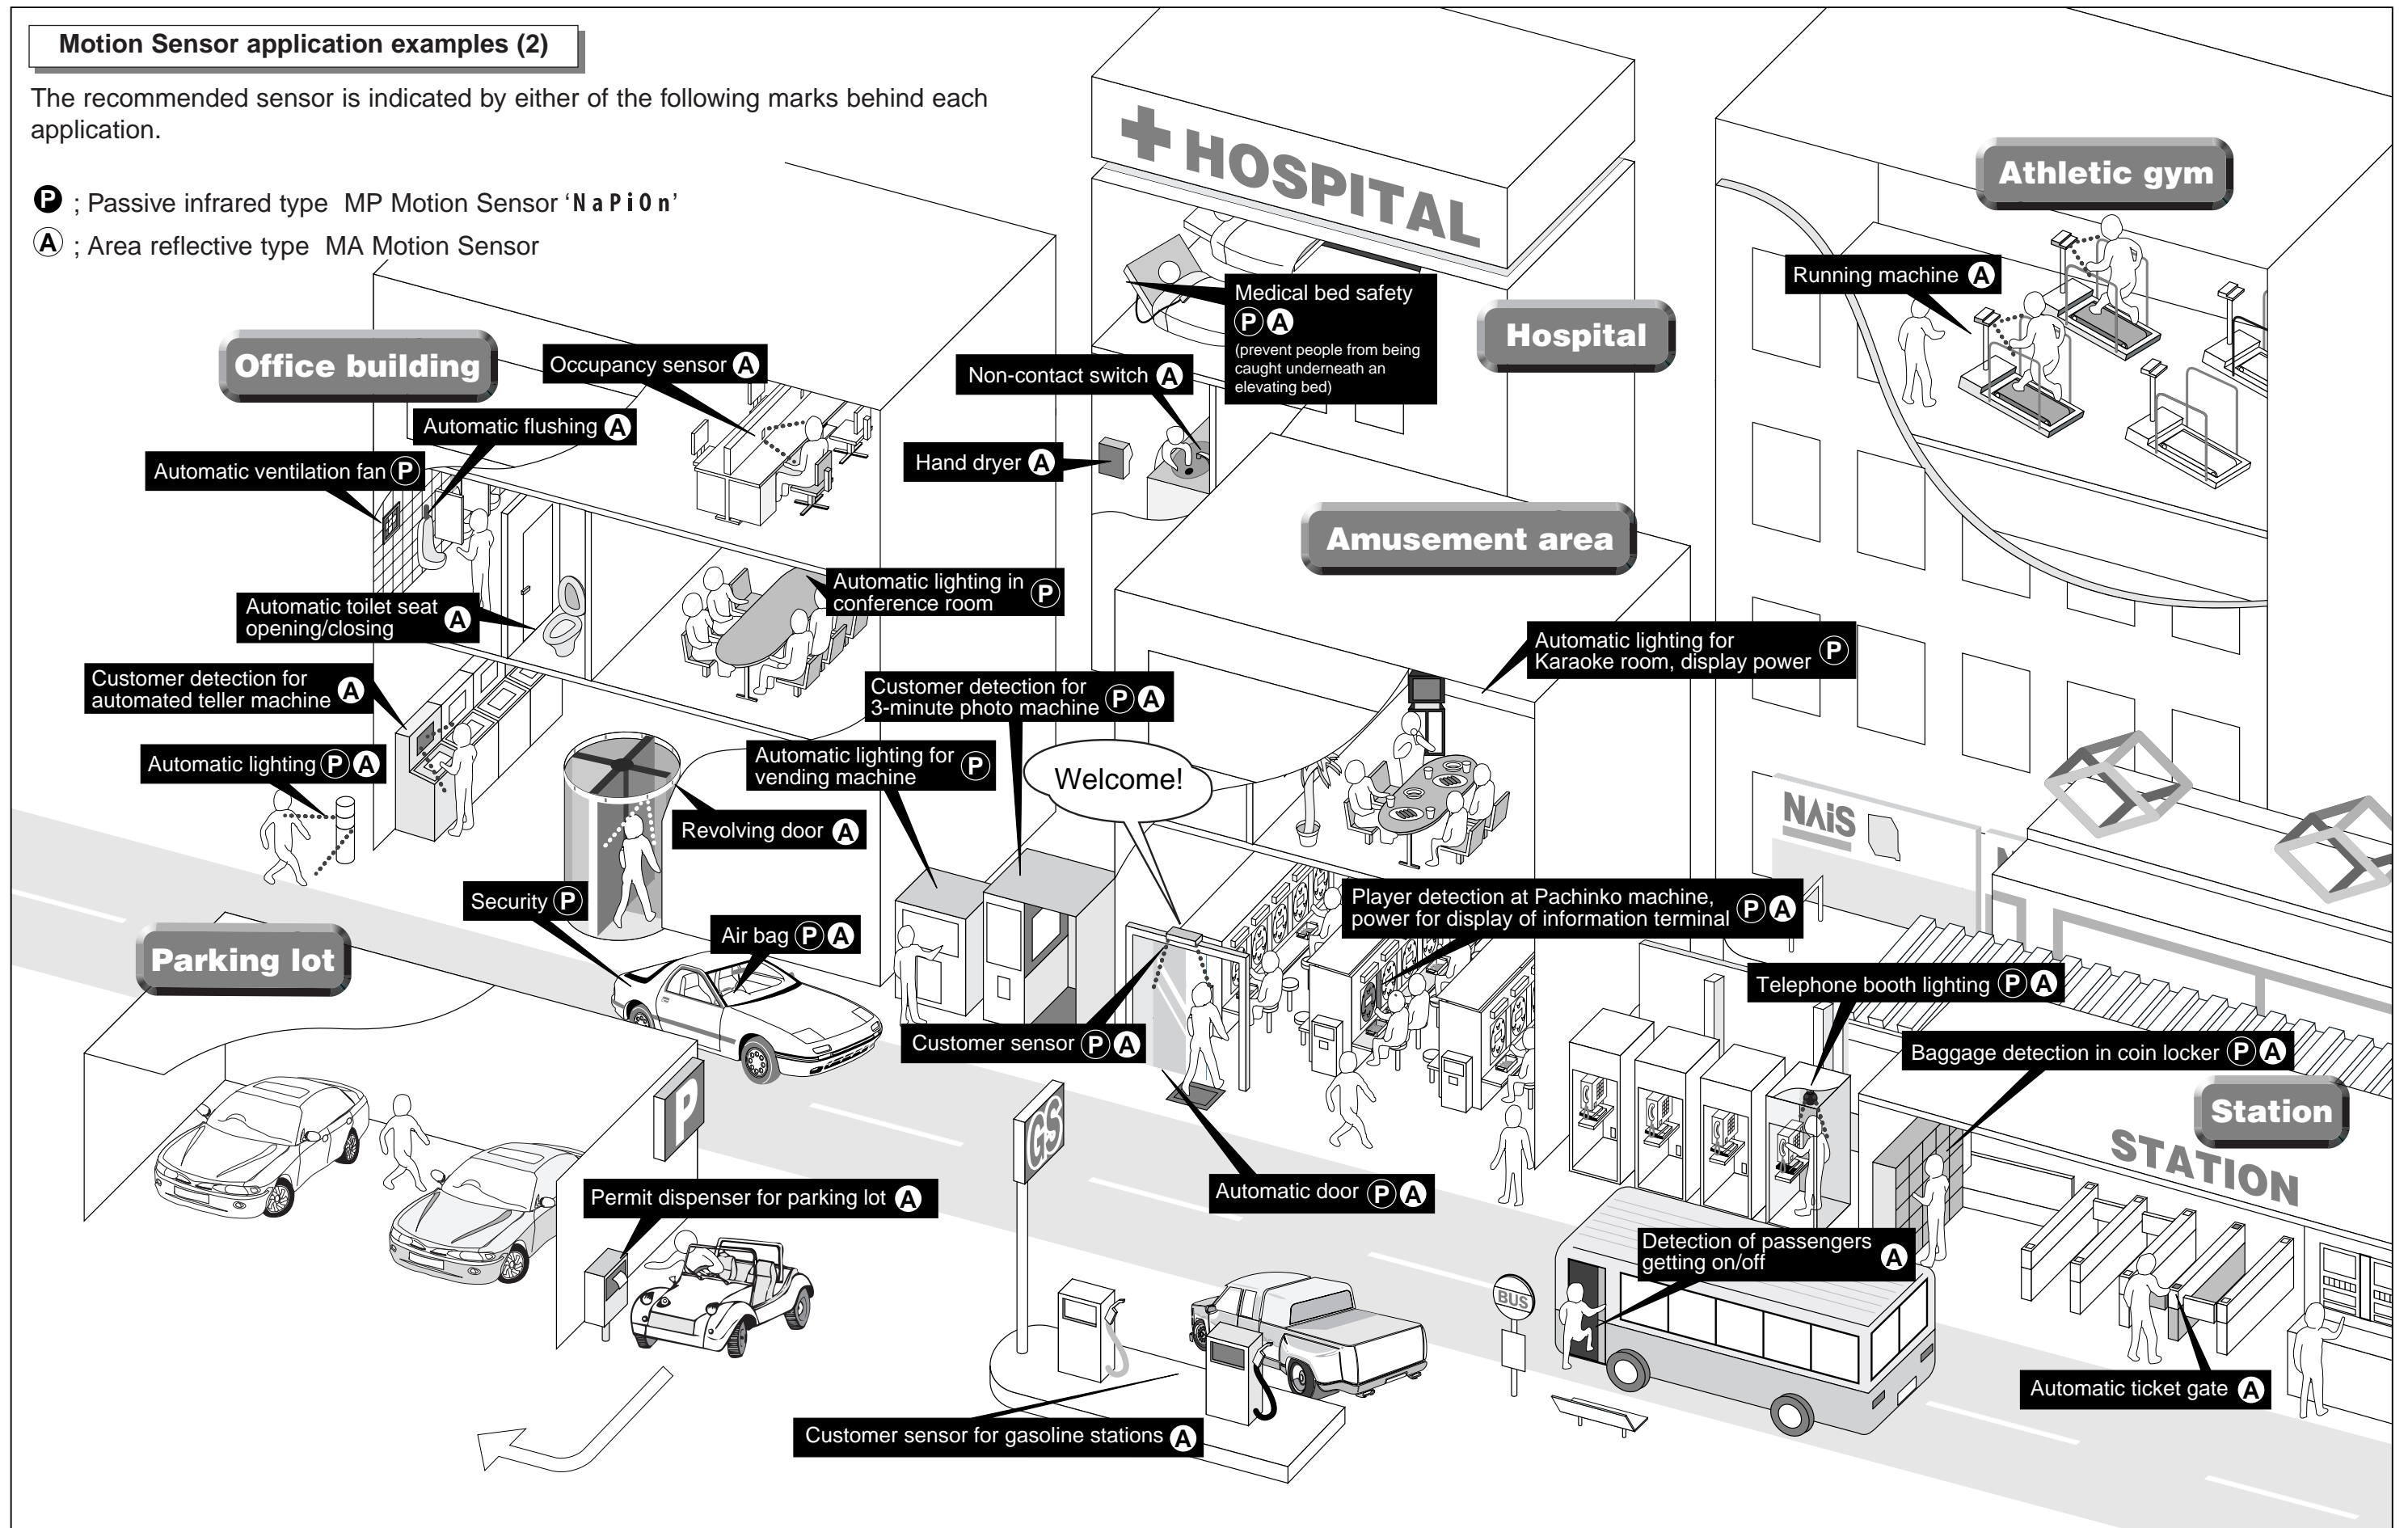 Motion Sensor application examples (2)
The recommended sensor is indicated by either of the following marks behind each
application.
P ; Passive infrared type MP Motion Sensor ‘NaPiOn’
A ; Area reflective type MA Motion Sensor
HOSPITAL
Athletic gym
Running machine A
Medical bed safety
P A
(prevent people from being
caught underneath an
elevating bed)
Hospital
Office building
Occupancy sensor A
Non-contact switch A
Automatic flushing A
Automatic ventilation fan P
Hand dryer A
Amusement area
Automatic lighting in
conference room P
Automatic toilet seat
opening/closing A
Automatic lighting for
Karaoke room, display power P
Customer detection for
automated teller machine A
Customer detection for
3-minute photo machine P A
Automatic lighting P A
Automatic lighting for
vending machine P
Welcome!
Revolving door A
NAiS
Security P
Air bag P A
Player detection at Pachinko machine,
power for display of information terminal P A
Parking lot
Telephone booth lighting P A
Customer sensor P A
Baggage detection in coin locker P A
Station
STATION
P
GS
Permit dispenser for parking lot A
Automatic door P A
Detection of passengers
getting on/off A
BUS
Automatic ticket gate A
Customer sensor for gasoline stations A